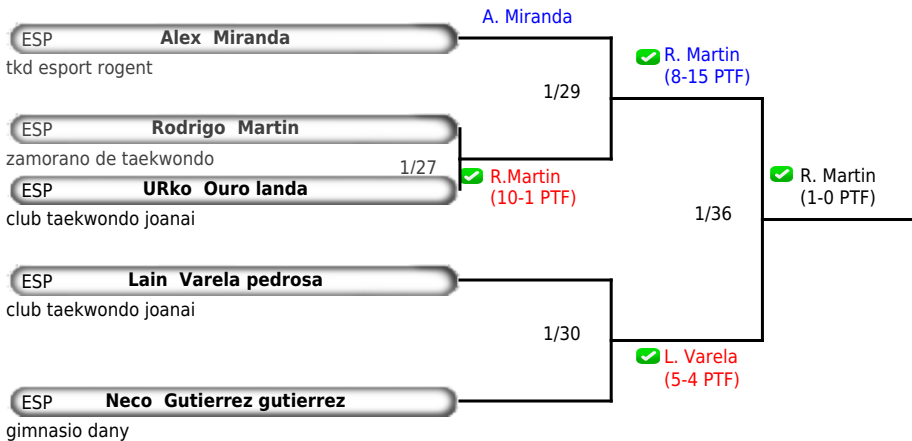 A. Miranda
ESP Alex Miranda
tkd esport rogent
R. Martin
(8-15 PTF)
1/29
ESP Rodrigo Martin
zamorano de taekwondo
1/27
R.Martin
(10-1 PTF)
R. Martin
(1-0 PTF)
ESP URko Ouro landa
club taekwondo joanai
1/36
ESP Lain Varela pedrosa
club taekwondo joanai
1/30
L. Varela
(5-4 PTF)
ESP Neco Gutierrez gutierrez
gimnasio dany